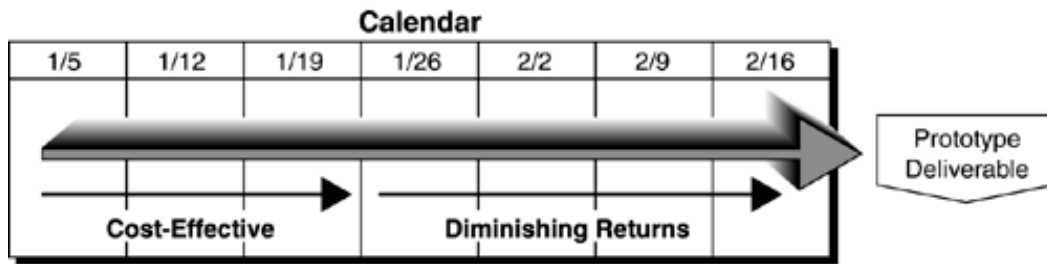 Calendar
1/5 1/12 1/19 1/26 2/2 2/9 2/16
Prototype
Deliverable
Cost-Effective Diminishing Returns